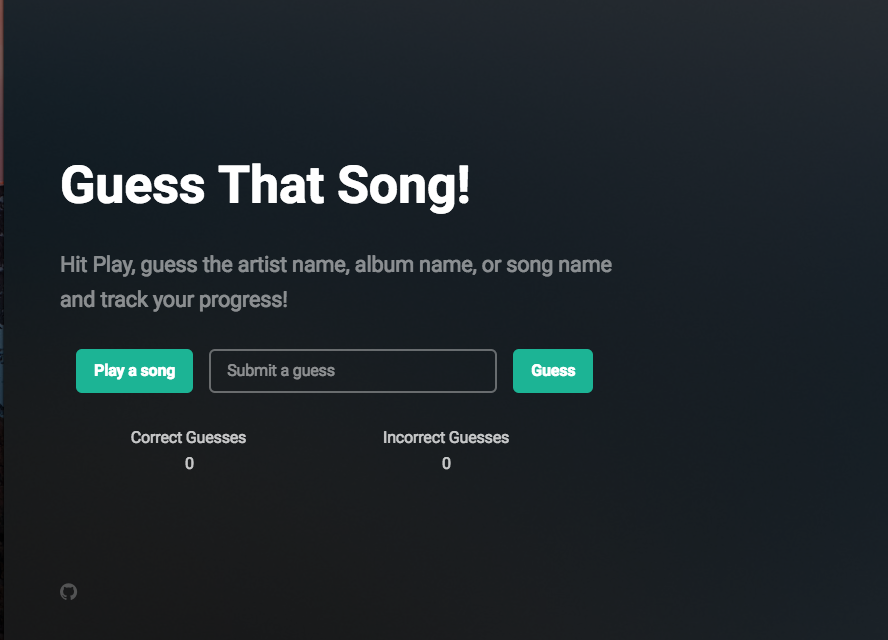 Guess That Song!
Hit Play, guess the artist name, album name, or song name
and track your progress!
Play a song
Submit a guess
Guess
Correct Guesses
Incorrect Guesses
0
0